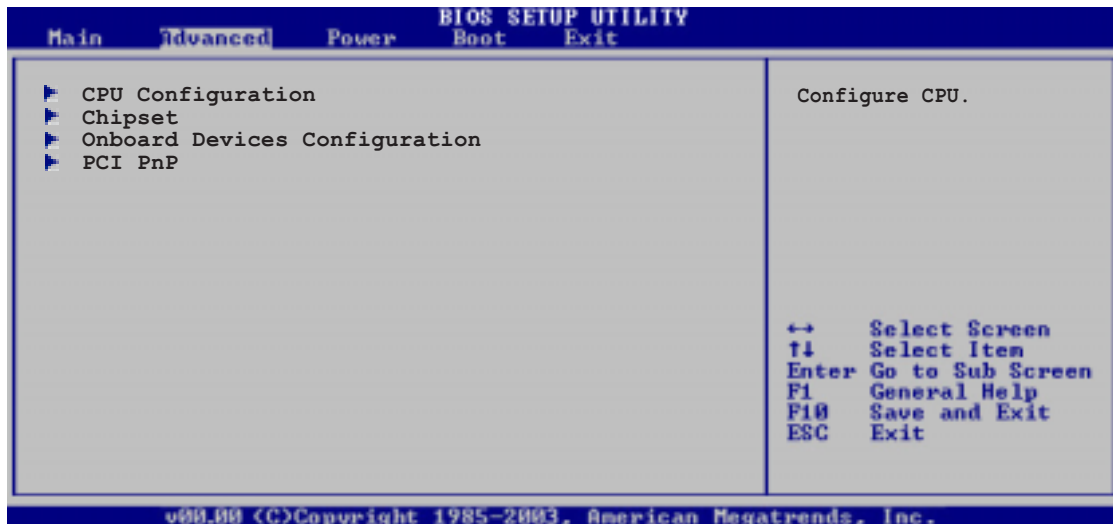 BIOS SETUP UTILITY
Main Advanced Power Boot Exit
CPU Configuration
Chipset
Onboard Devices Configuration
PCI PnP
Configure CPU.
←→ Select Screen
↑↓ Select Item
Enter Go to Sub Screen
F1 General Help
F10 Save and Exit
ESC Exit
v00.00 (C)Copyright 1985-2003, American Megatrends, Inc.